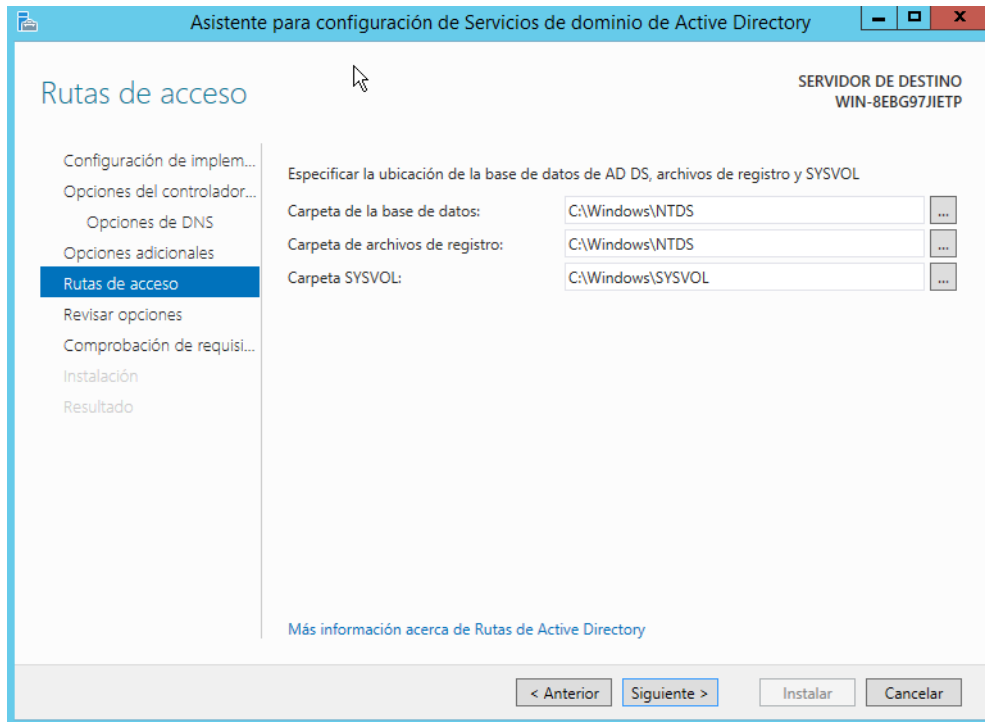 Asistente para configuración de Servicios de dominio de Active Directory
Rutas de acceso
SERVIDOR DE DESTINO
WIN-8EBG97JIETP
Configuración de implem...
Opciones del controlador...
Opciones de DNS
Opciones adicionales
Rutas de acceso
Revisar opciones
Comprobación de requisi...
Instalación
Resultado
Especificar la ubicación de la base de datos de AD DS, archivos de registro y SYSVOL
Carpeta de la base de datos: C:\Windows\NTDS ...
Carpeta de archivos de registro: C:\Windows\NTDS ...
Carpeta SYSVOL: C:\Windows\SYSVOL ...
Más información acerca de Rutas de Active Directory
< Anterior Siguiente > Instalar Cancelar